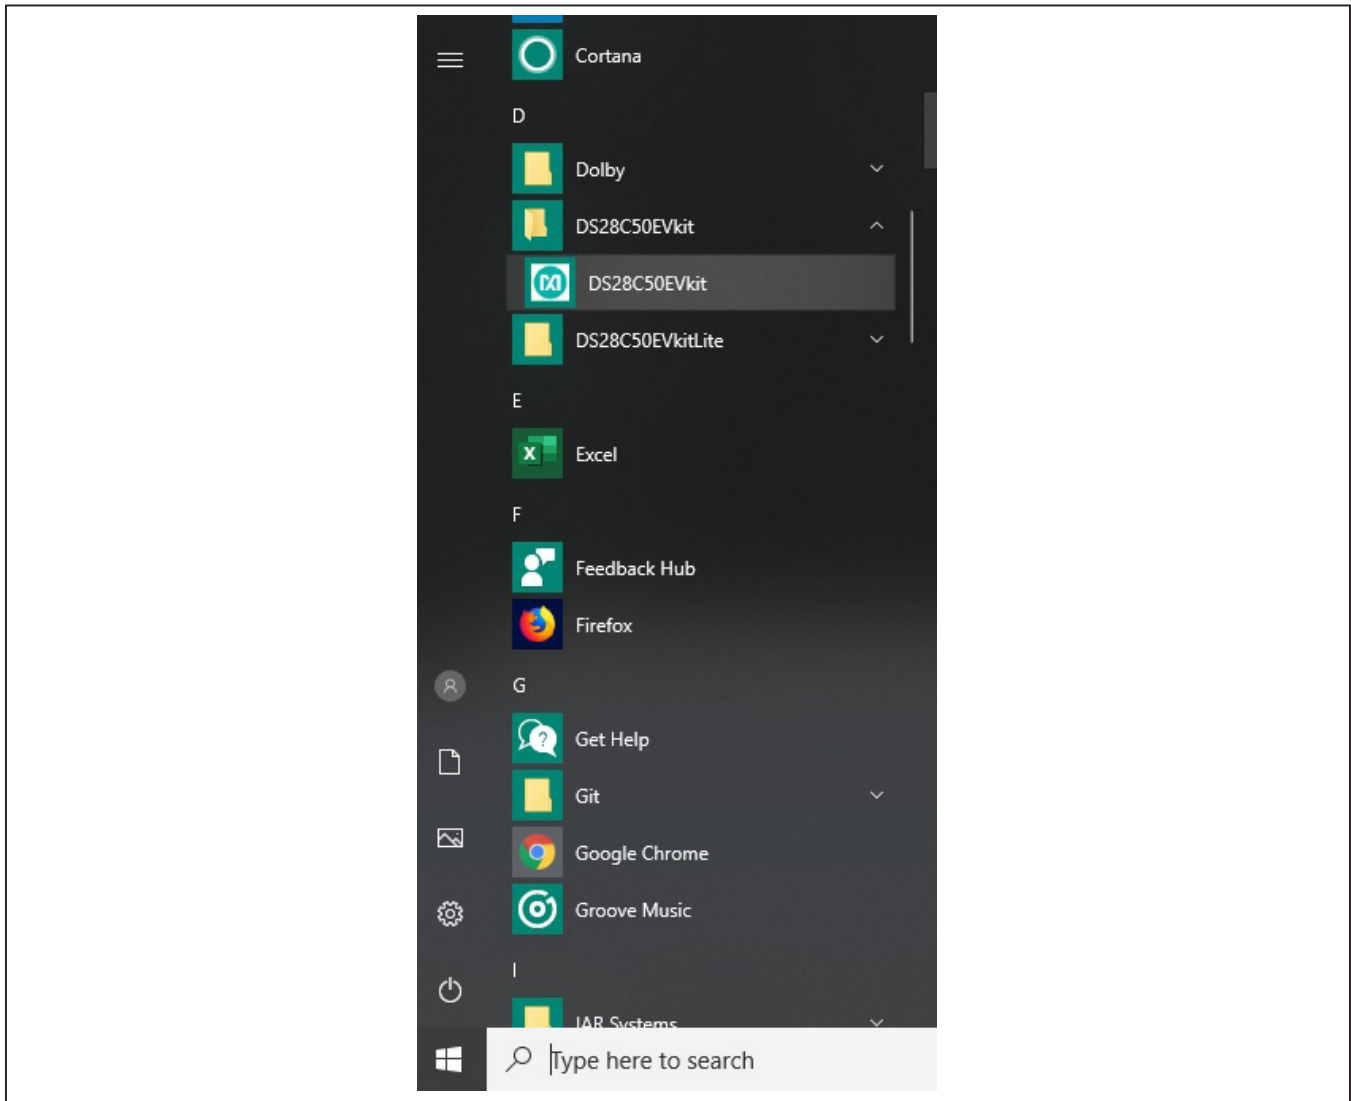 Cortana
D
Dolby
DS28C50EVkit
DS28C50EVkit
DS28C50EVkitLite
E
Excel
F
Feedback Hub
Firefox
G
Get Help
Git
Google Chrome
Groove Music
I
IAR Systems
Type here to search